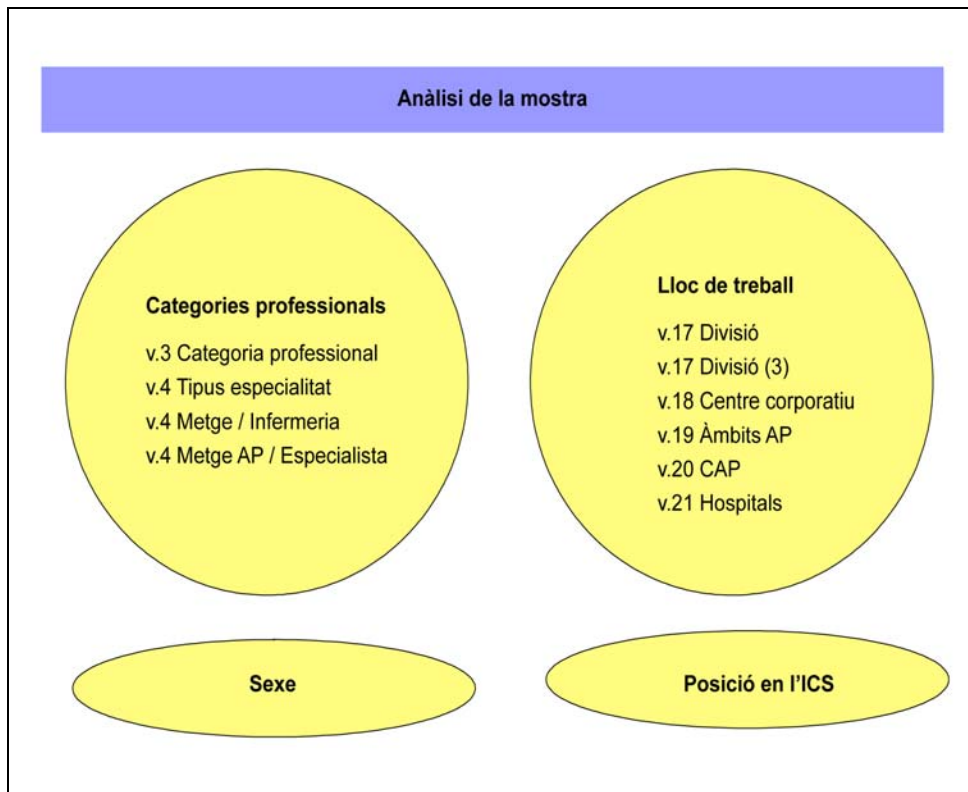 Anàlisi de la mostra
Categories professionals
v.3 Categoria professional
v.4 Tipus especialitat
v.4 Metge / Infermeria
v.4 Metge AP / Especialista
Lloc de treball
v.17 Divisió
v.17 Divisió (3)
v.18 Centre corporatiu
v.19 Àmbits AP
v.20 CAP
v.21 Hospitals
Sexe
Posició en l'ICS